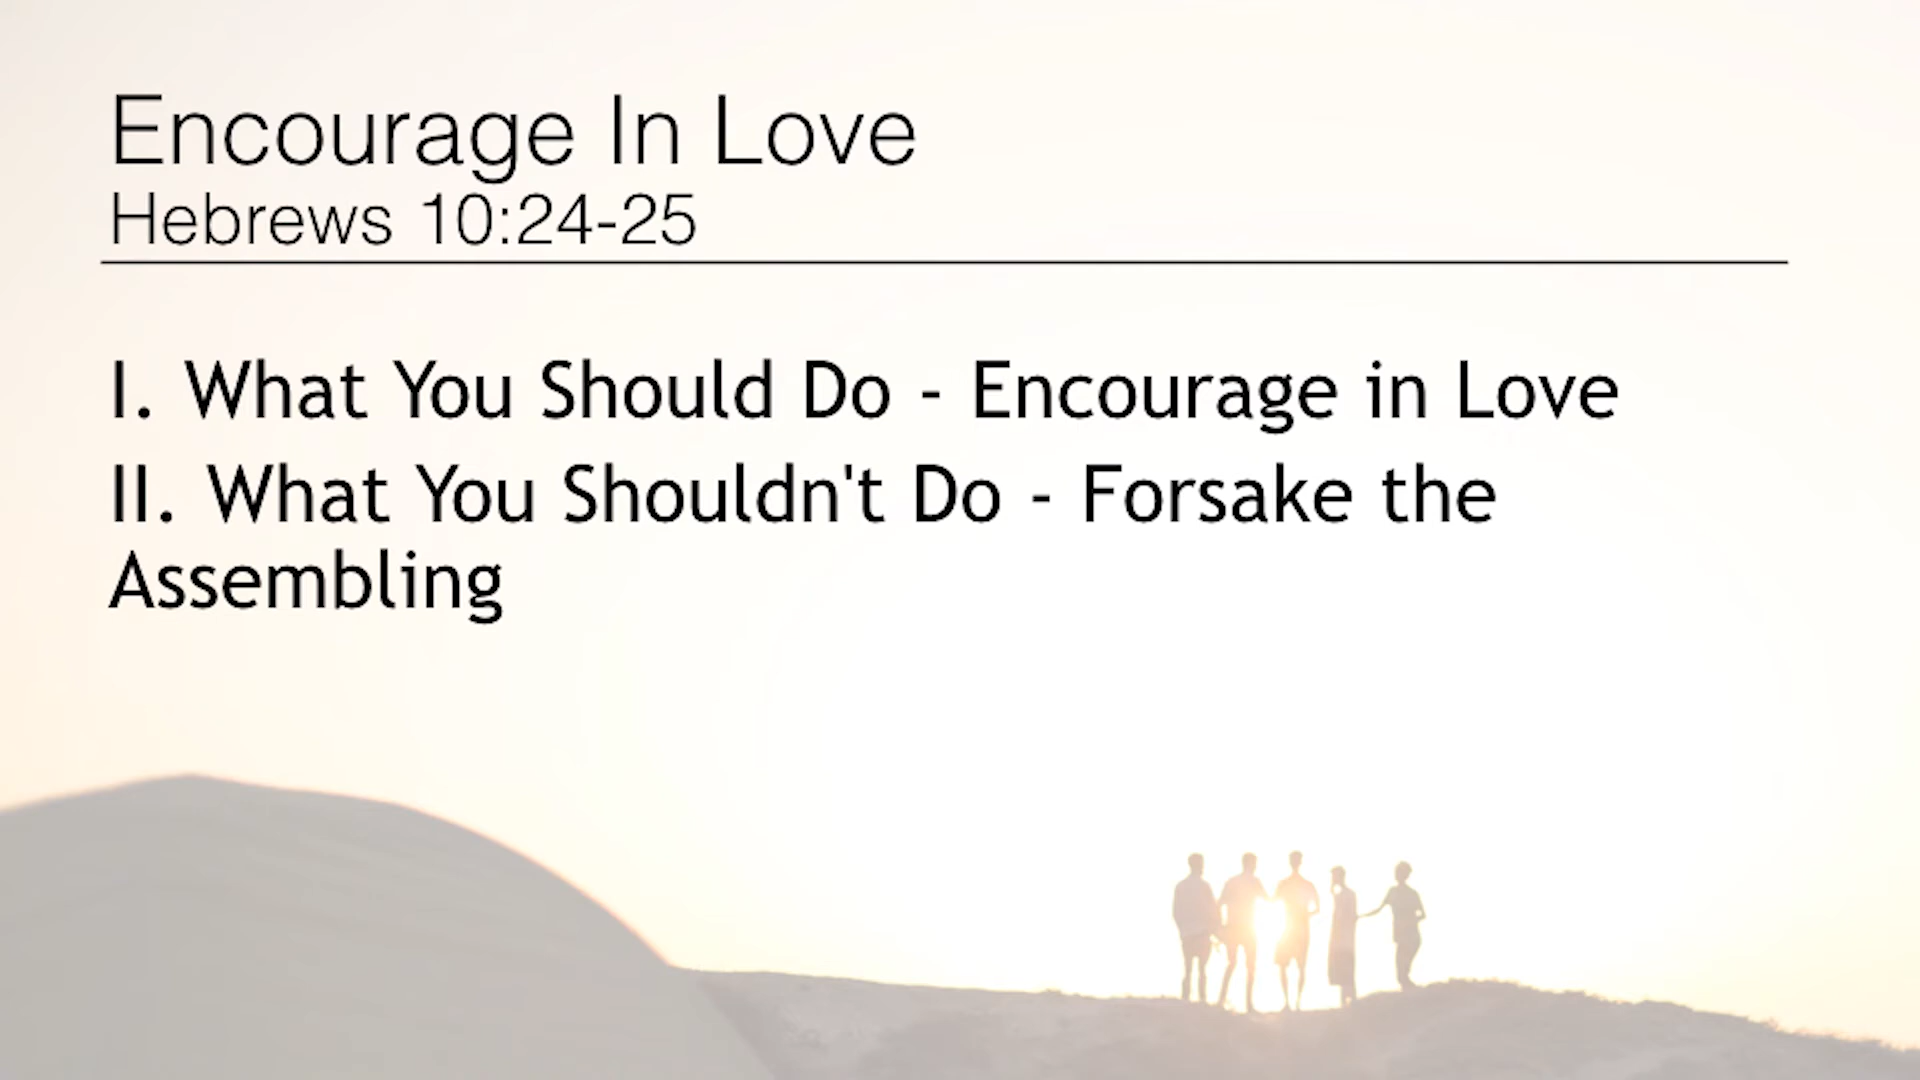 Encourage In Love
Hebrews 10:24-25
I. What You Should Do - Encourage in Love
II. What You Shouldn't Do - Forsake the
Assembling